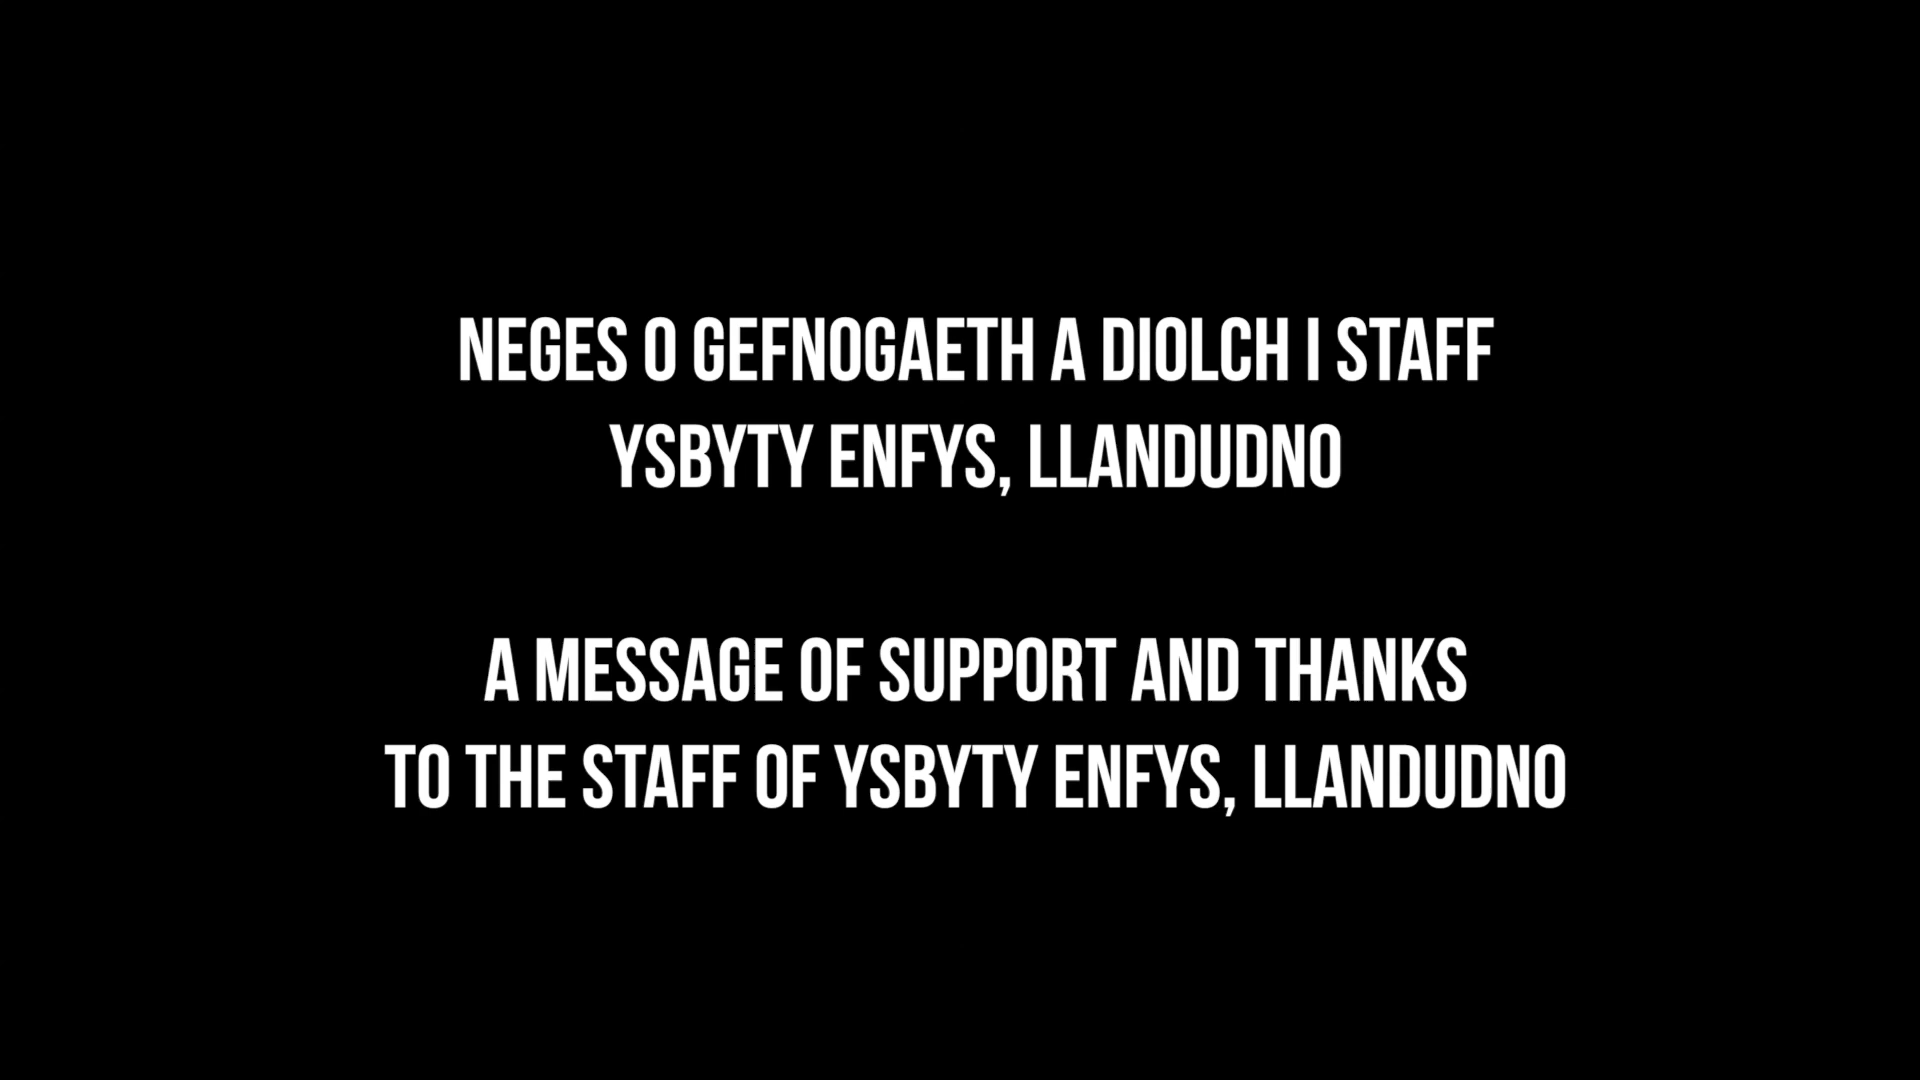 NEGES O GEFNOGAETH A DIOLCH I STAFF
YSBYTY ENFYS, LLANDUDNO
A MESSAGE OF SUPPORT AND THANKS
TO THE STAFF OF YSBYTY ENFYS, LLANDUDNO